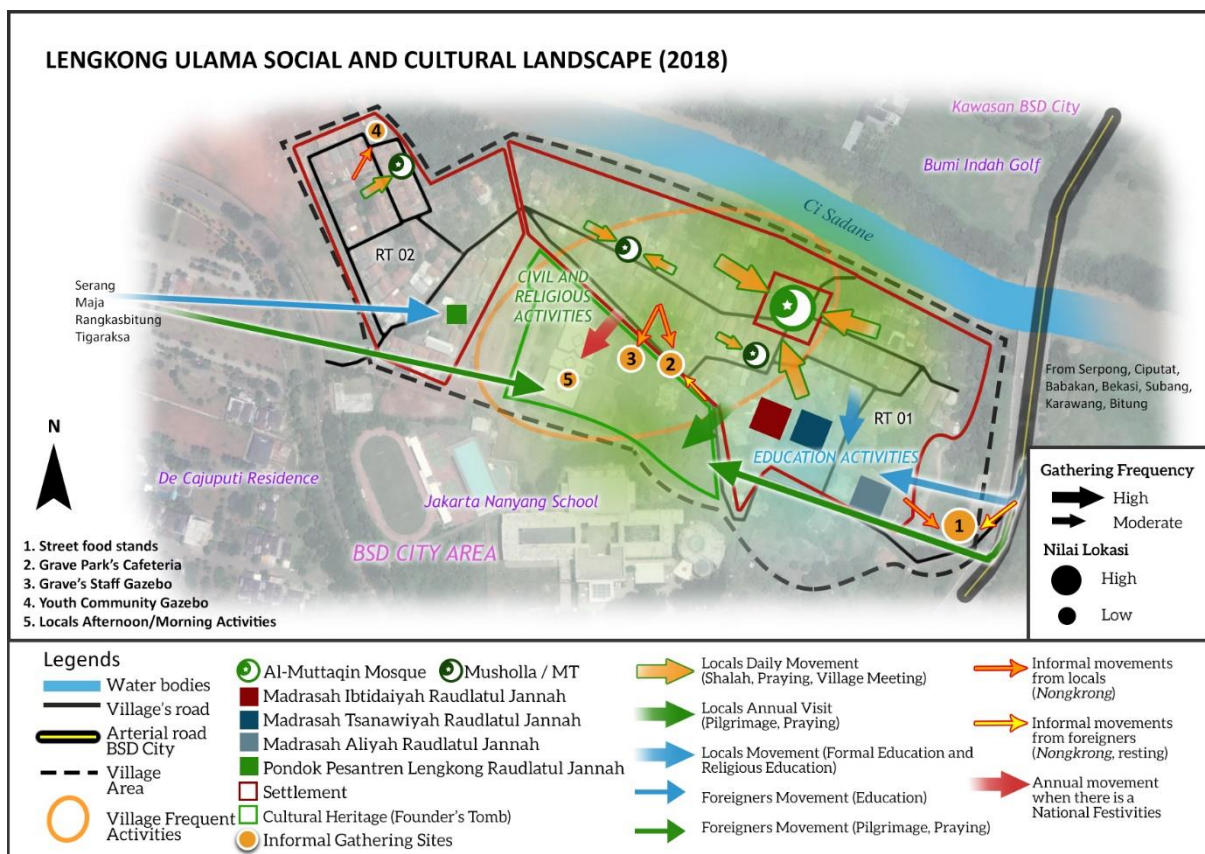 LENGKONG ULAMA SOCIAL AND CULTURAL LANDSCAPE (2018)
Kawasan BSD City
Bumi Indah Golf
Ci Sadane
4
RT 02
CIVIL AND
RELIGIOUS
ACTIVITIES
Serang
Maja
Rangkasbitung
Tigaraksa
3
2
5
From Serpong, Ciputat,
Babakan, Bekasi, Subang,
Karawang, Bitung
RT 01
EDUCATION ACTIVITIES
1
N
De Cajuputi Residence
Jakarta Nanyang School
BSD CITY AREA
1. Street food stands
2. Grave Park's Cafeteria
3. Grave's Staff Gazebo
4. Youth Community Gazebo
5. Locals Afternoon/Morning Activities
Gathering Frequency
High
Moderate
Nilai Lokasi
High
Low
Legends
Water bodies
Village's road
Arterial road
BSD City
Village
Area
Village Frequent
Activities
Al-Muttaqin Mosque
Musholla / MT
Madrasah Ibtidaiyah Raudlatul Jannah
Madrasah Tsanawiyah Raudlatul Jannah
Madrasah Aliyah Raudlatul Jannah
Pondok Pesantren Lengkong Raudlatul Jannah
Settlement
Cultural Heritage (Founder's Tomb)
Informal Gathering Sites
Locals Daily Movement
(Shalah, Praying, Village Meeting)
Locals Annual Visit
(Pilgrimage, Praying)
Locals Movement (Formal Education and
Religious Education)
Foreigners Movement (Education)
Foreigners Movement (Pilgrimage, Praying)
Informal movements
from locals
(Nongkrong)
Informal movements
from foreigners
(Nongkrong, resting)
Annual movement
when there is a
National Festivities